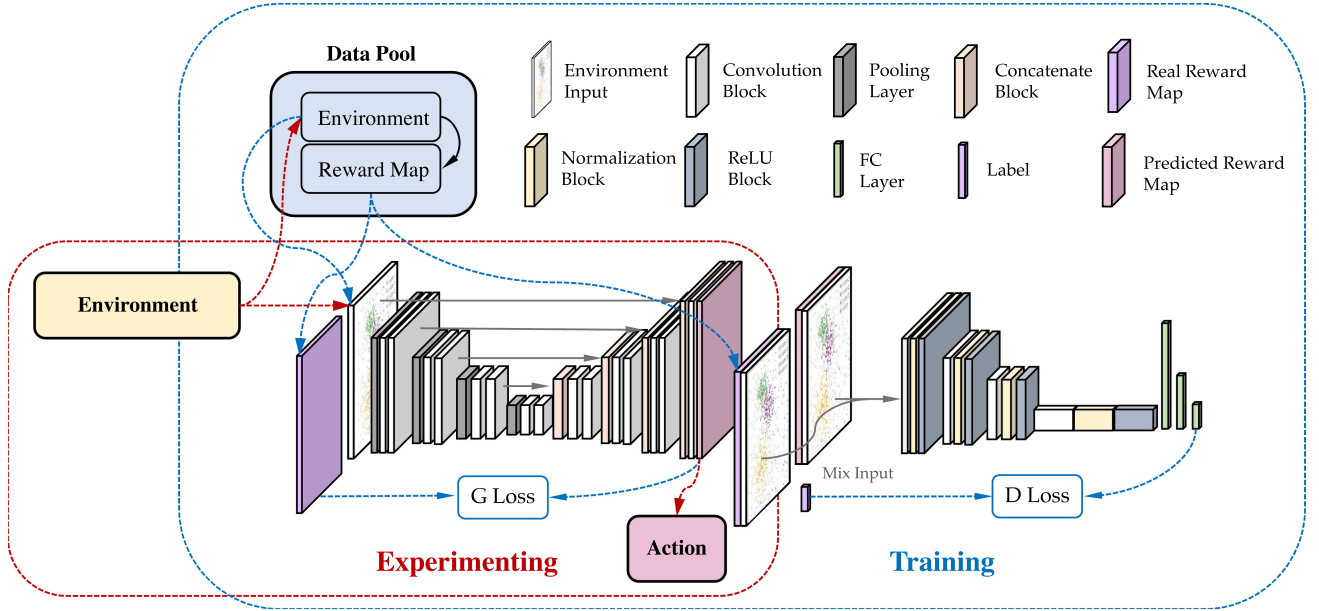 Data Pool
Environment
Reward Map
Environment
Input
Convolution
Block
Pooling
Layer
Concatenate
Block
Real Reward
Map
Normalization
Block
ReLU
Block
FC
Layer
Label
Predicted Reward
Map
Environment
Mix Input
G Loss
D Loss
Action
Experimenting
Training